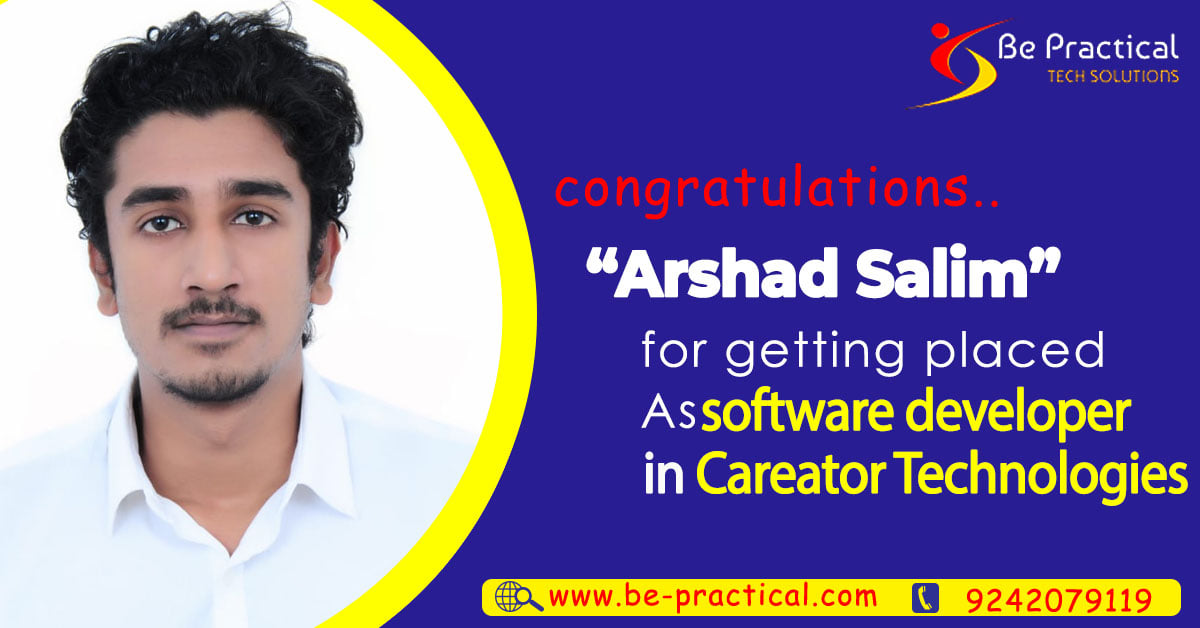 Be Practical
TECH SOLUTIONS
congratulations..
“Arshad Salim”
for getting placed
As software developer
in Careator Technologies
www.be-practical.com 9242079119